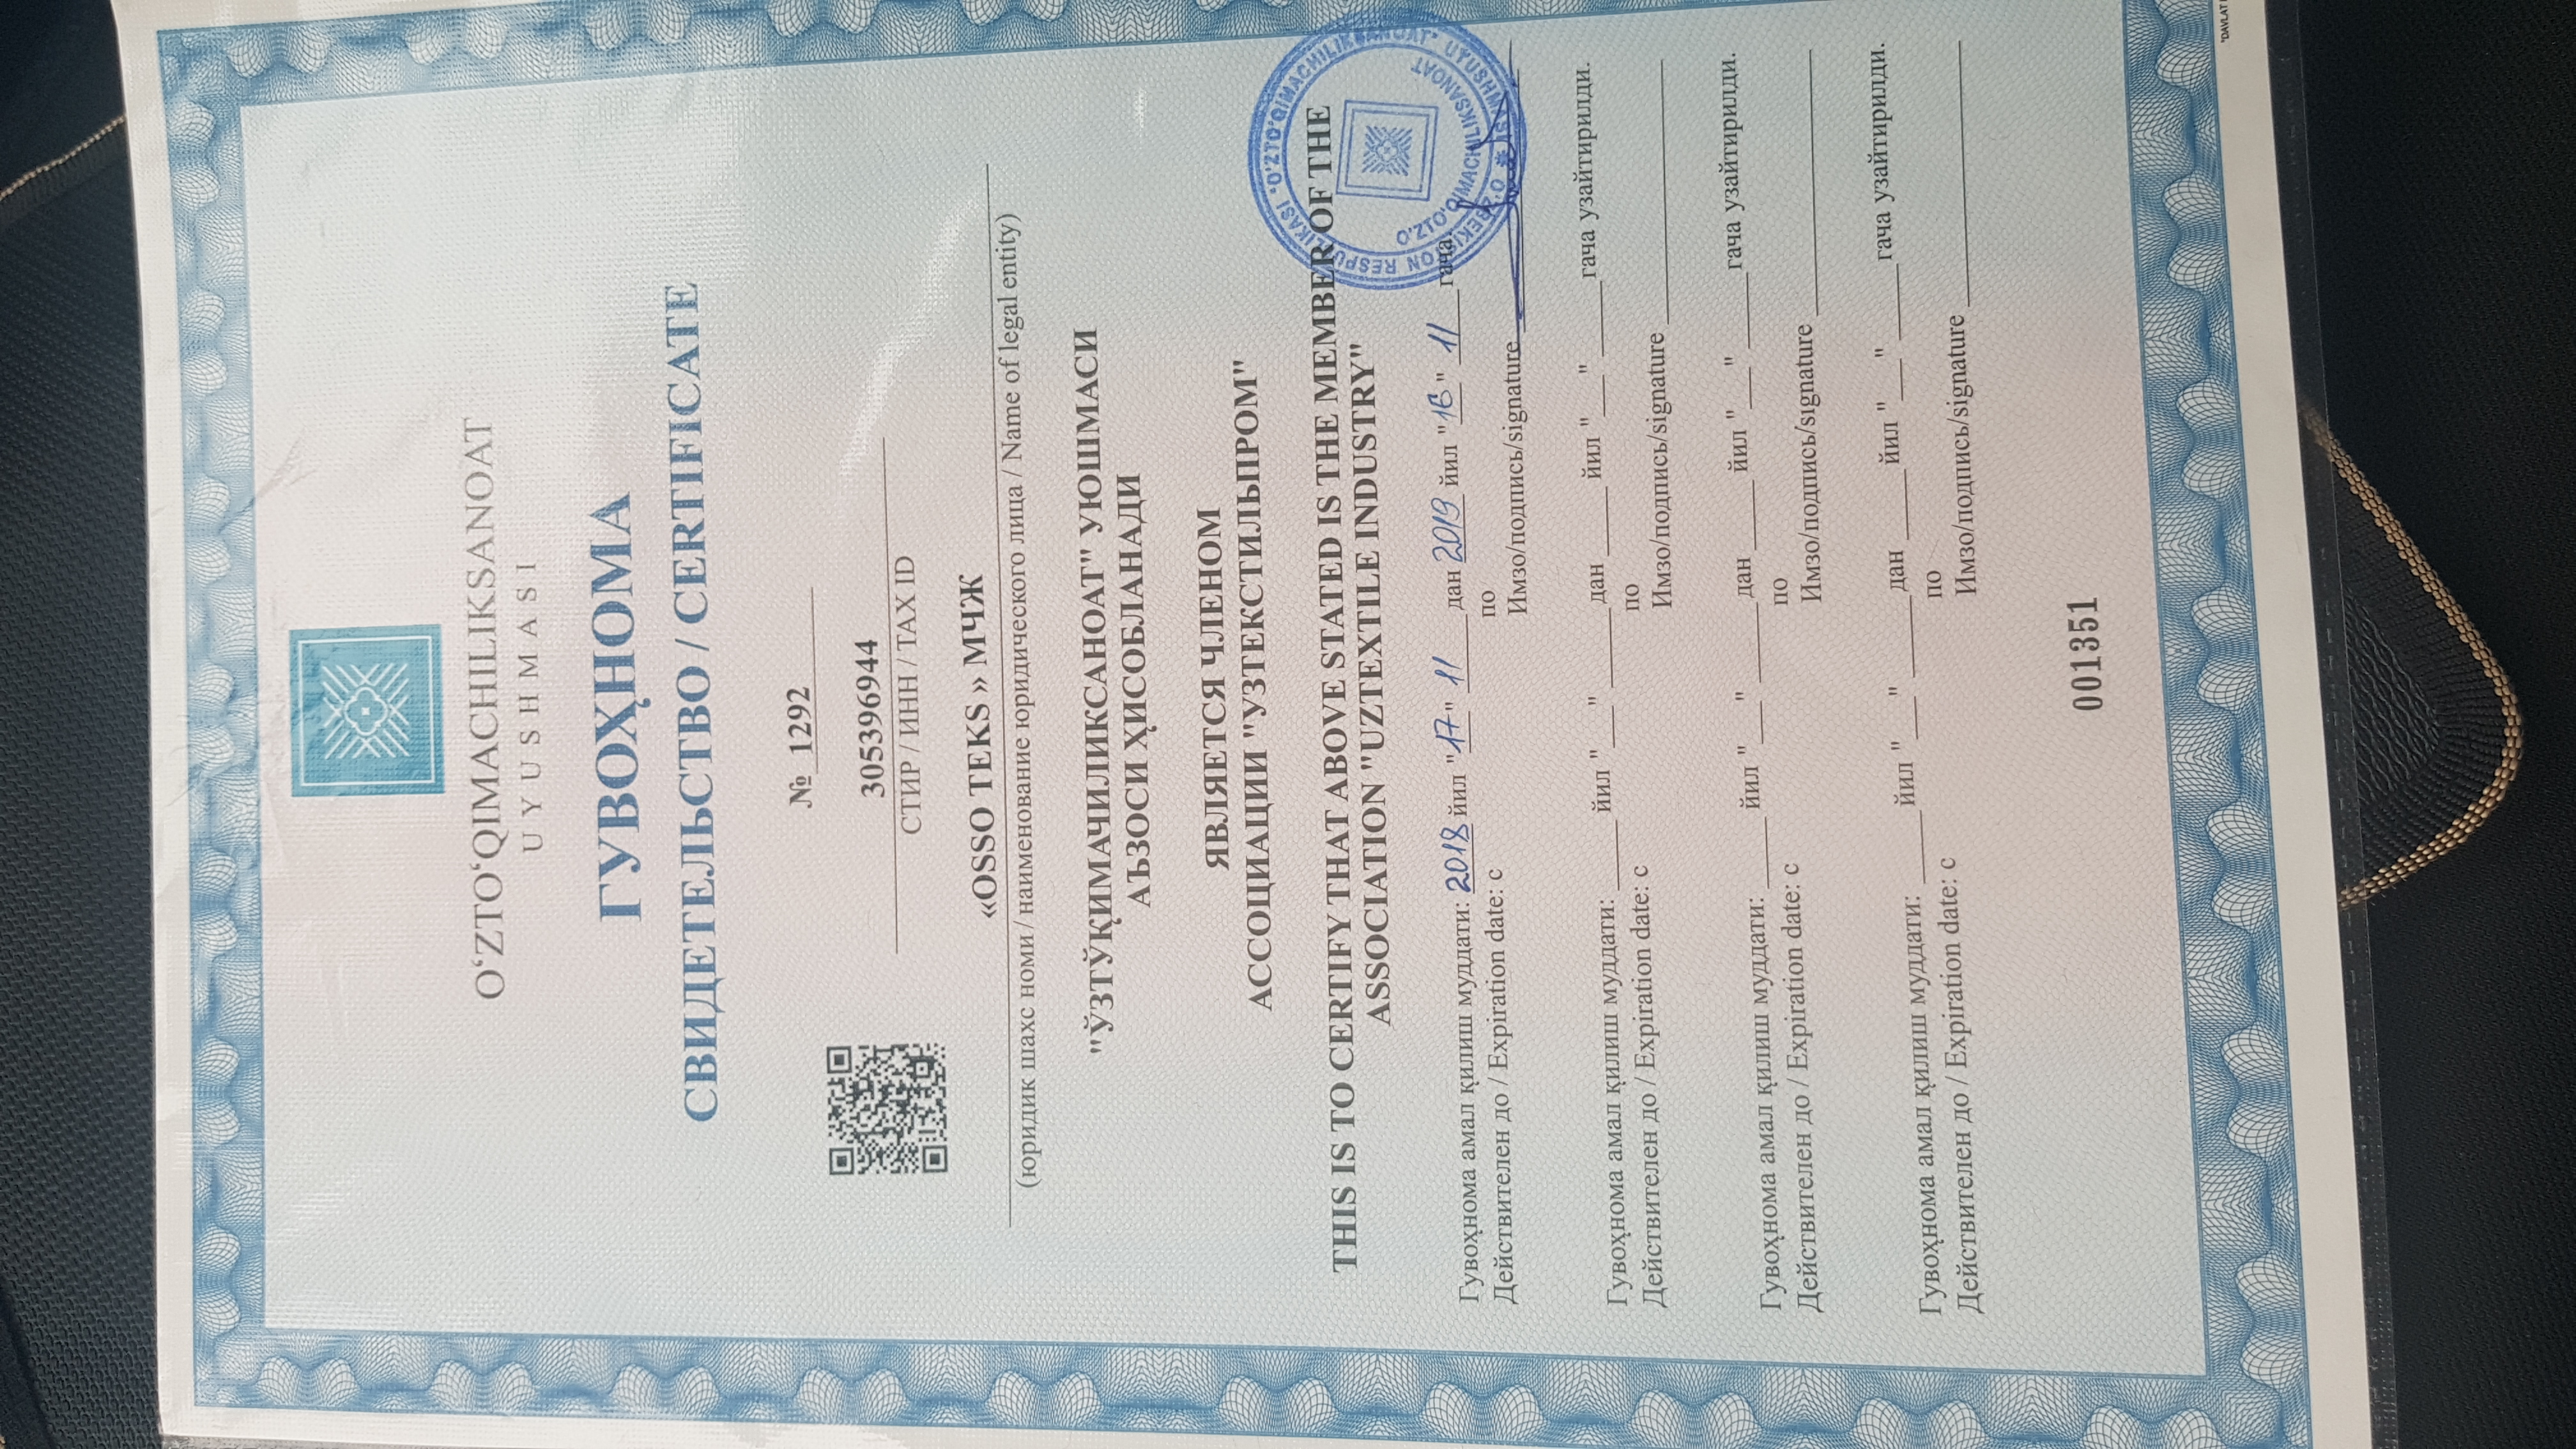 O‘ZTO‘QIMACHILIKSANOAT
UYUSHMASI
ГУВОҲНОМА
СВИДЕТЕЛЬСТВО / CERTIFICATE
№ 1292
305396944
СТИР / ИНН / TAX ID
«OSSO TEKS » МЧЖ
(юридик шахс номи / наименование юридического лица / Name of legal entity)
"ЎЗТЎҚИМАЧИЛИКСАНОАТ" УЮШМАСИ
АЪЗОСИ ҲИСОБЛАНАДИ
ЯВЛЯЕТСЯ ЧЛЕНОМ
АССОЦИАЦИИ "УЗТЕКСТИЛЬПРОМ"
THIS IS TO CERTIFY THAT ABOVE STATED IS THE MEMBER OF THE
ASSOCIATION "UZTEXTILE INDUSTRY"
Гувоҳнома амал қилиш муддати: 2018 йил "17" 11 дан 2019 йил "16" 11 гача.
Действителен до / Expiration date: с по
Имзо/подпись/signature
Гувоҳнома амал қилиш муддати: йил " " дан йил " " гача узайтирилди.
Действителен до / Expiration date: с по
Имзо/подпись/signature
Гувоҳнома амал қилиш муддати: йил " " дан йил " " гача узайтирилди.
Действителен до / Expiration date: с по
Имзо/подпись/signature
Гувоҳнома амал қилиш муддати: йил " " дан йил " " гача узайтирилди.
Действителен до / Expiration date: с по
Имзо/подпись/signature
001351